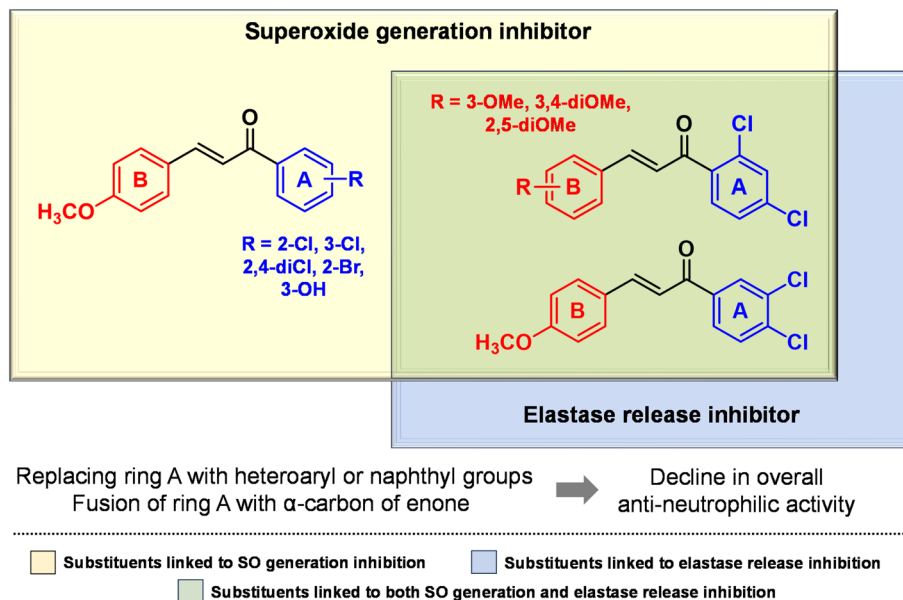 Superoxide generation inhibitor
O
B
A
R
H₃CO
R = 2-Cl, 3-Cl,
2,4-diCl, 2-Br,
3-OH
R = 3-OMe, 3,4-diOMe,
2,5-diOMe
O
Cl
R
B
A
Cl
O
Cl
B
A
H₃CO
Cl
Elastase release inhibitor
Replacing ring A with heteroaryl or naphthyl groups
Fusion of ring A with α-carbon of enone
Decline in overall
anti-neutrophilic activity
Substituents linked to SO generation inhibition
Substituents linked to elastase release inhibition
Substituents linked to both SO generation and elastase release inhibition